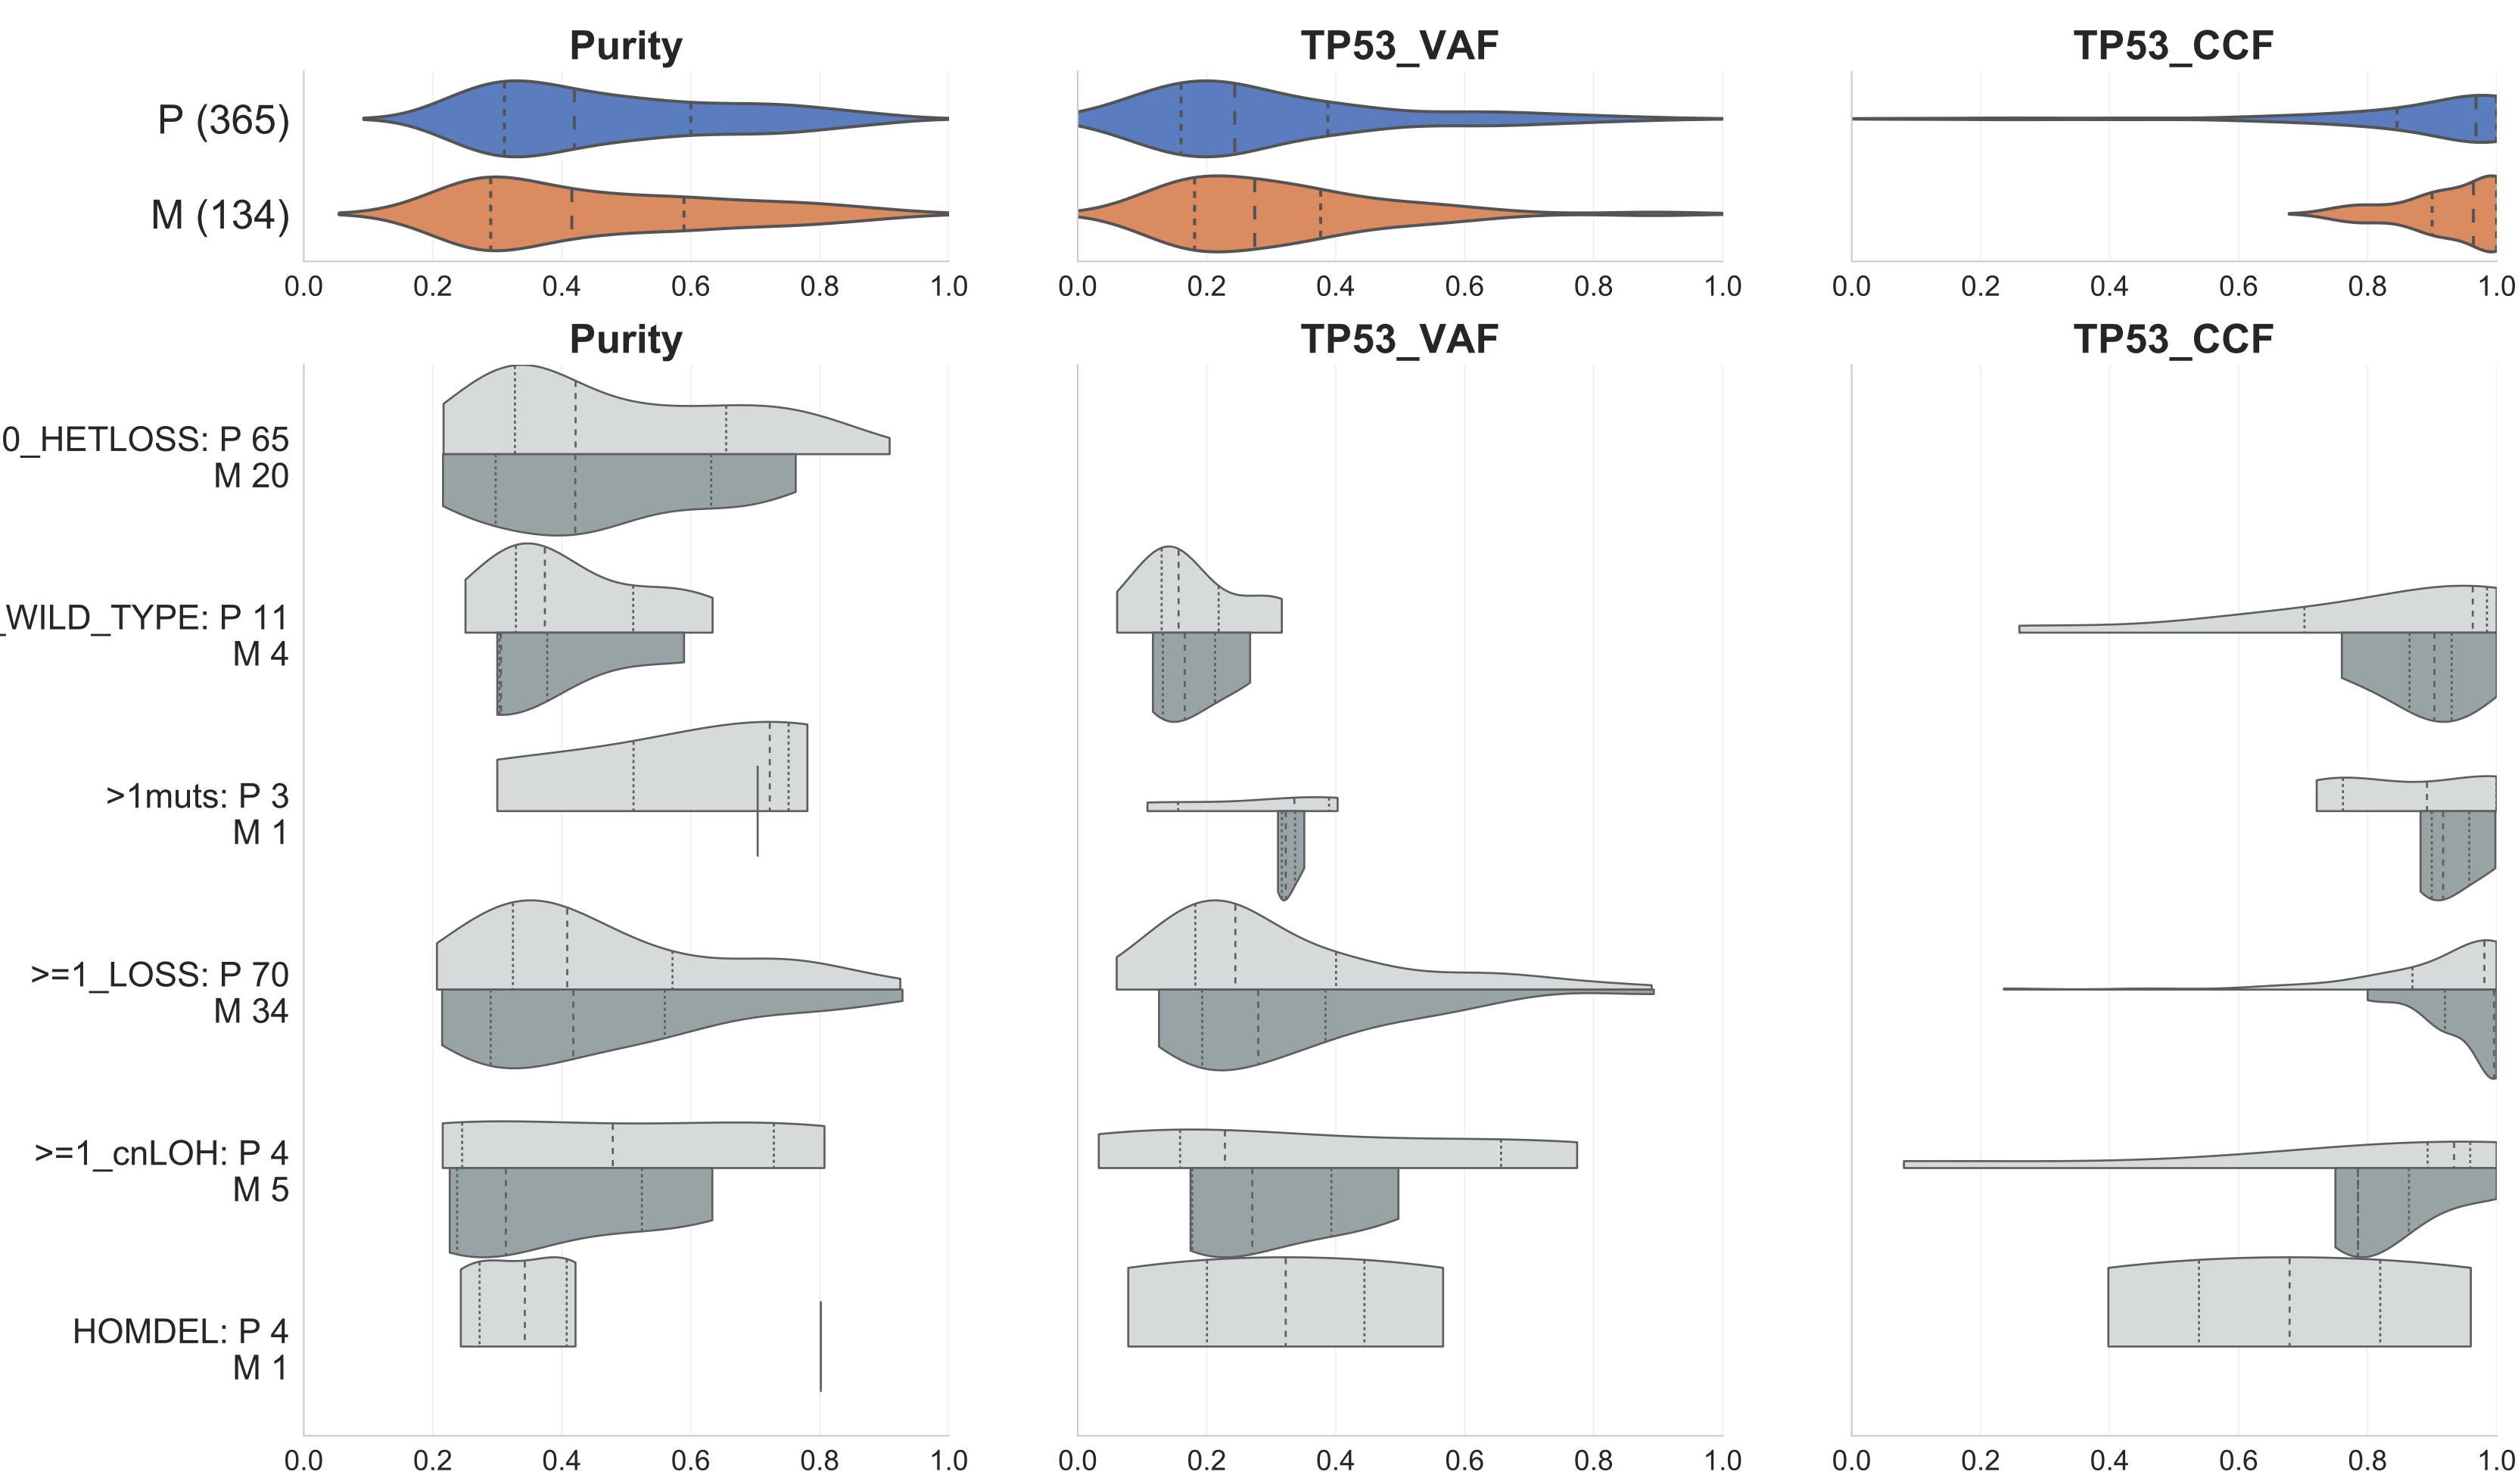 Purity TP53_VAF TP53_CCF
P (365)
M (134)
0.0 0.2 0.4 0.6 0.8 1.0 0.0 0.2 0.4 0.6 0.8 1.0 0.0 0.2 0.4 0.6 0.8 1.0
Purity TP53_VAF TP53_CCF
0_HETLOSS: P 65
M 20
_WILD_TYPE: P 11
M 4
>1muts: P 3
M 1
>=1_LOSS: P 70
M 34
>=1_cnLOH: P 4
M 5
HOMDEL: P 4
M 1
0.0 0.2 0.4 0.6 0.8 1.0 0.0 0.2 0.4 0.6 0.8 1.0 0.0 0.2 0.4 0.6 0.8 1.0